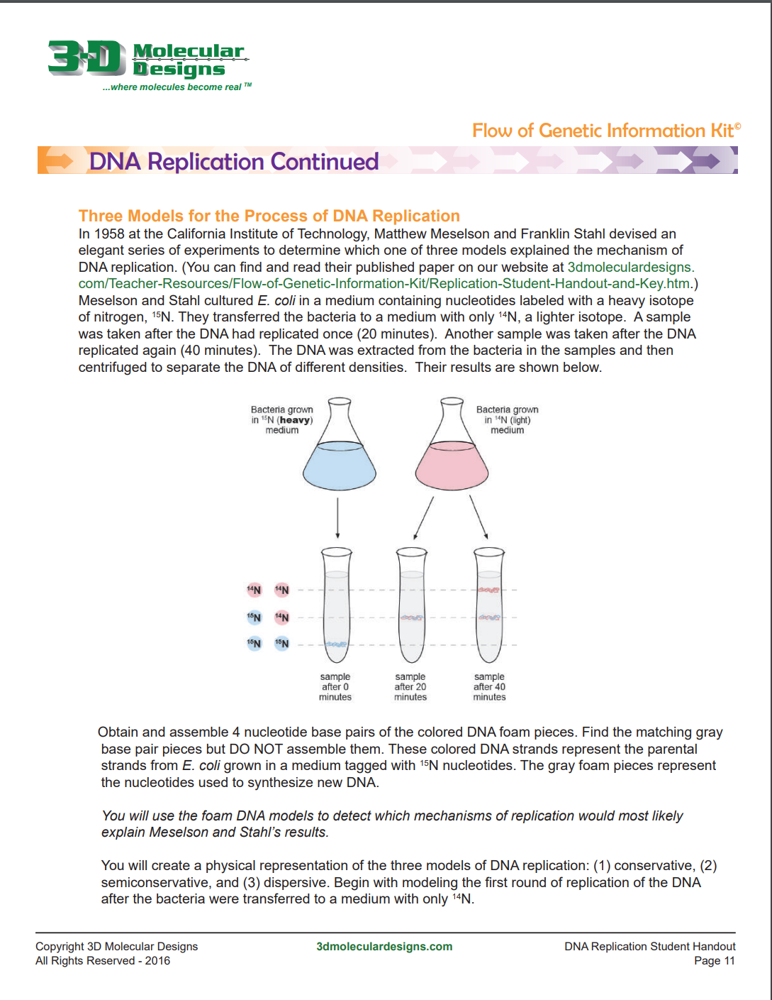 3-D Molecular
Designs
...where molecules become real ™
Flow of Genetic Information Kit©
DNA Replication Continued
Three Models for the Process of DNA Replication
In 1958 at the California Institute of Technology, Matthew Meselson and Franklin Stahl devised an
elegant series of experiments to determine which one of three models explained the mechanism of
DNA replication. (You can find and read their published paper on our website at 3dmoleculardesigns.
com/Teacher-Resources/Flow-of-Genetic-Information-Kit/Replication-Student-Handout-and-Key.htm.)
Meselson and Stahl cultured E. coli in a medium containing nucleotides labeled with a heavy isotope
of nitrogen, ¹⁵N. They transferred the bacteria to a medium with only ¹⁴N, a lighter isotope.  A sample
was taken after the DNA had replicated once (20 minutes).  Another sample was taken after the DNA
replicated again (40 minutes).  The DNA was extracted from the bacteria in the samples and then
centrifuged to separate the DNA of different densities.  Their results are shown below.
Bacteria grown
in ¹⁵N (heavy)
medium
Bacteria grown
in ¹⁴N (light)
medium
¹⁴N ¹⁴N
¹⁵N ¹⁴N
¹⁵N ¹⁵N
sample
after 0
minutes
sample
after 20
minutes
sample
after 40
minutes
Obtain and assemble 4 nucleotide base pairs of the colored DNA foam pieces. Find the matching gray
base pair pieces but DO NOT assemble them. These colored DNA strands represent the parental
strands from E. coli grown in a medium tagged with ¹⁵N nucleotides. The gray foam pieces represent
the nucleotides used to synthesize new DNA.
You will use the foam DNA models to detect which mechanisms of replication would most likely
explain Meselson and Stahl's results.
You will create a physical representation of the three models of DNA replication: (1) conservative, (2)
semiconservative, and (3) dispersive. Begin with modeling the first round of replication of the DNA
after the bacteria were transferred to a medium with only ¹⁴N.
Copyright 3D Molecular Designs
All Rights Reserved - 2016
3dmoleculardesigns.com
DNA Replication Student Handout
Page 11